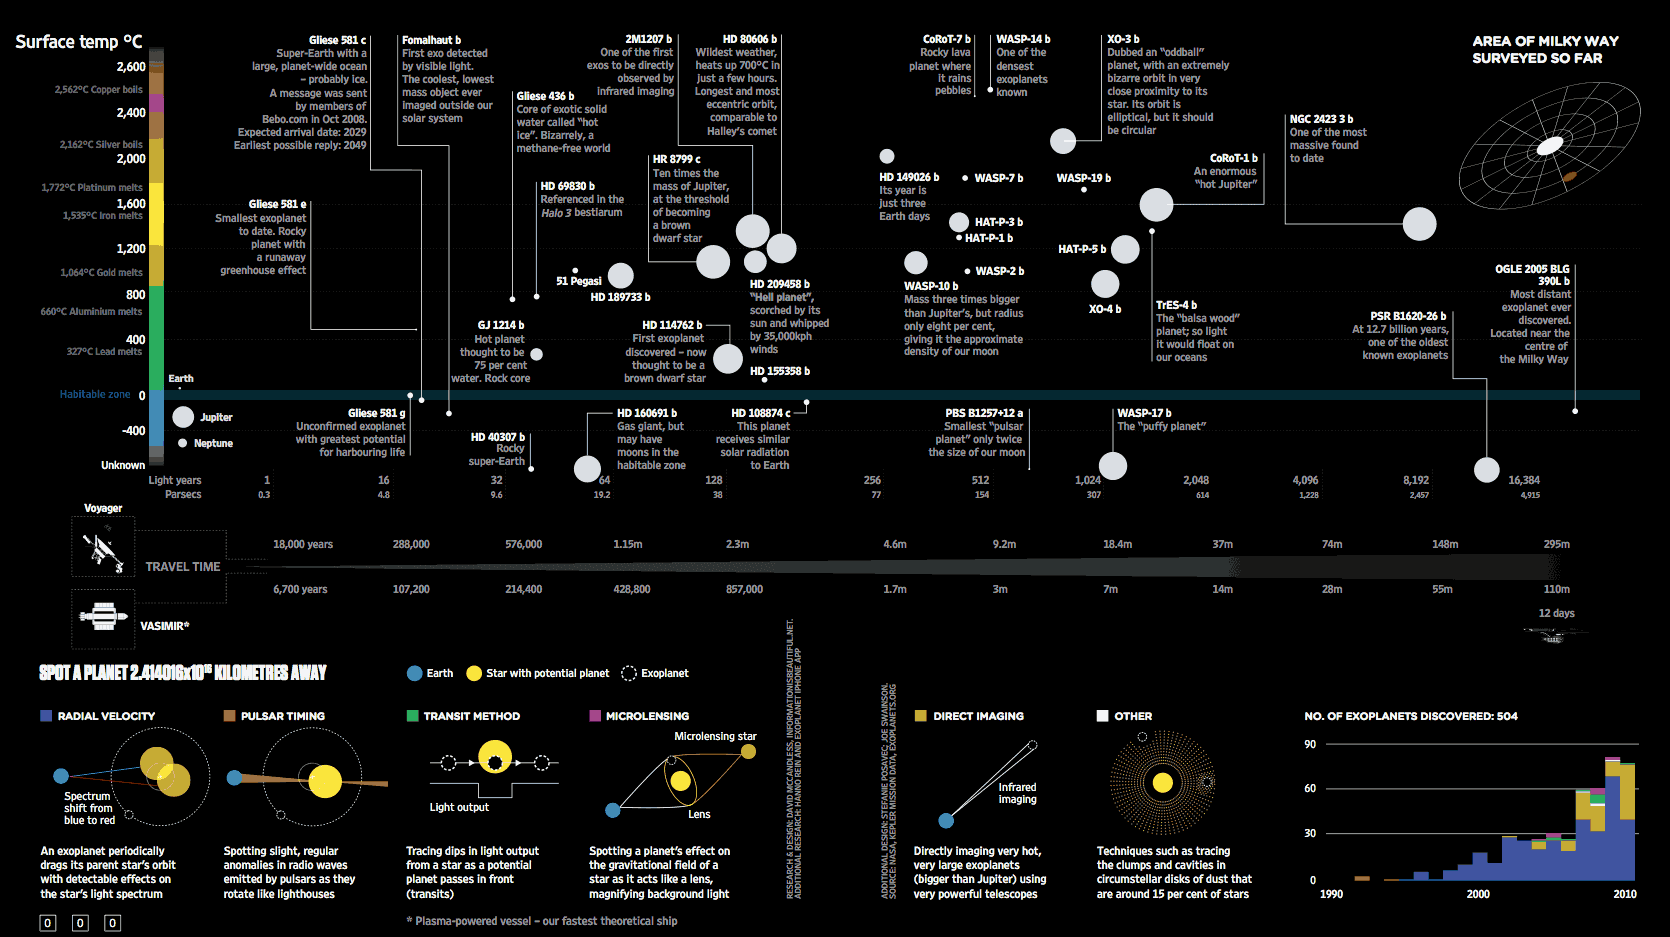 Surface temp ºC
2,600
2,562ºC Copper boils
2,400
2,162ºC Silver boils
2,000
1,772ºC Platinum melts
1,600
1,535ºC Iron melts
1,200
1,064ºC Gold melts
800
660ºC Aluminium melts
400
327ºC Lead melts
Habitable zone 0
-400
Unknown
Earth
Jupiter
Neptune
Gliese 581 c
Super-Earth with a
large, planet-wide ocean
– probably ice.
A message was sent
by members of
Bebo.com in Oct 2008.
Expected arrival date: 2029
Earliest possible reply: 2049
Fomalhaut b
First exo detected
by visible light.
The coolest, lowest
mass object ever
imaged outside our
solar system
Gliese 436 b
Core of exotic solid
water called “hot
ice”. Bizarrely, a
methane-free world
2M1207 b
One of the first
exos to be directly
observed by
infrared imaging
HD 80606 b
Wildest weather,
heats up 700ºC in
just a few hours.
Longest and most
eccentric orbit,
comparable to
Halley’s comet
CoRoT-7 b
Rocky lava
planet where
it rains
pebbles
WASP-14 b
One of the
densest
exoplanets
known
XO-3 b
Dubbed an “oddball”
planet, with an extremely
bizarre orbit in very
close proximity to its
star. Its orbit is
elliptical, but it should
be circular
AREA OF MILKY WAY
SURVEYED SO FAR
NGC 2423 3 b
One of the most
massive found
to date
Gliese 581 e
Smallest exoplanet
to date. Rocky
planet with
a runaway
greenhouse effect
HD 69830 b
Referenced in the
Halo 3 bestiarum
HR 8799 c
Ten times the
mass of Jupiter,
at the threshold
of becoming
a brown
dwarf star
HD 149026 b
Its year is
just three
Earth days
WASP-7 b
WASP-19 b
CoRoT-1 b
An enormous
“hot Jupiter”
HAT-P-3 b
HAT-P-1 b
HAT-P-5 b
WASP-2 b
51 Pegasi
HD 189733 b
HD 209458 b
“Hell planet”,
scorched by its
sun and whipped
by 35,000kph
winds
WASP-10 b
Mass three times bigger
than Jupiter’s, but radius
only eight per cent,
giving it the approximate
density of our moon
XO-4 b
TrES-4 b
The “balsa wood”
planet; so light
it would float on
our oceans
OGLE 2005 BLG
390L b
Most distant
exoplanet ever
discovered.
Located near the
centre of
the Milky Way
PSR B1620-26 b
At 12.7 billion years,
one of the oldest
known exoplanets
GJ 1214 b
Hot planet
thought to be
75 per cent
water. Rock core
HD 114762 b
First exoplanet
discovered – now
thought to be a
brown dwarf star
HD 155358 b
Gliese 581 g
Unconfirmed exoplanet
with greatest potential
for harbouring life
HD 40307 b
Rocky
super-Earth
HD 160691 b
Gas giant, but
may have
moons in the
habitable zone
HD 108874 c
This planet
receives similar
solar radiation
to Earth
PBS B1257+12 a
Smallest “pulsar
planet” only twice
the size of our moon
WASP-17 b
The “puffy planet”
Light years 1 16 32 64 128 256 512 1,024 2,048 4,096 8,192 16,384
Parsecs 0.3 4.8 9.6 19.2 38 77 154 307 614 1,228 2,457 4,915
Voyager
18,000 years 288,000 576,000 1.15m 2.3m 4.6m 9.2m 18.4m 37m 74m 148m 295m
TRAVEL TIME
6,700 years 107,200 214,400 428,800 857,000 1.7m 3m 7m 14m 28m 55m 110m
VASIMIR*
12 days
SPOT A PLANET 2.414016x10¹⁶ KILOMETRES AWAY
Earth
Star with potential planet
Exoplanet
RADIAL VELOCITY
Spectrum
shift from
blue to red
An exoplanet periodically
drags its parent star’s orbit
with detectable effects on
the star’s light spectrum
PULSAR TIMING
Spotting slight, regular
anomalies in radio waves
emitted by pulsars as they
rotate like lighthouses
TRANSIT METHOD
Light output
Tracing dips in light output
from a star as a potential
planet passes in front
(transits)
MICROLENSING
Microlensing star
Lens
Spotting a planet’s effect on
the gravitational field of a
star as it acts like a lens,
magnifying background light
RESEARCH & DESIGN: DAVID MCCANDLESS, INFORMATIONISBEAUTIFUL.NET.
ADDITIONAL RESEARCH: HANNO REIN AND EXOPLANET IPHONE APP
ADDITIONAL DESIGN: STEFANIE POSAVEC, JOE SWAINSON.
SOURCE: NASA, KEPLER MISSION DATA, EXOPLANETS.ORG
DIRECT IMAGING
Infrared
imaging
Directly imaging very hot,
very large exoplanets
(bigger than Jupiter) using
very powerful telescopes
OTHER
Techniques such as tracing
the clumps and cavities in
circumstellar disks of dust that
are around 15 per cent of stars
NO. OF EXOPLANETS DISCOVERED: 504
90
60
30
0
1990 2000 2010
0 0 0
* Plasma-powered vessel – our fastest theoretical ship